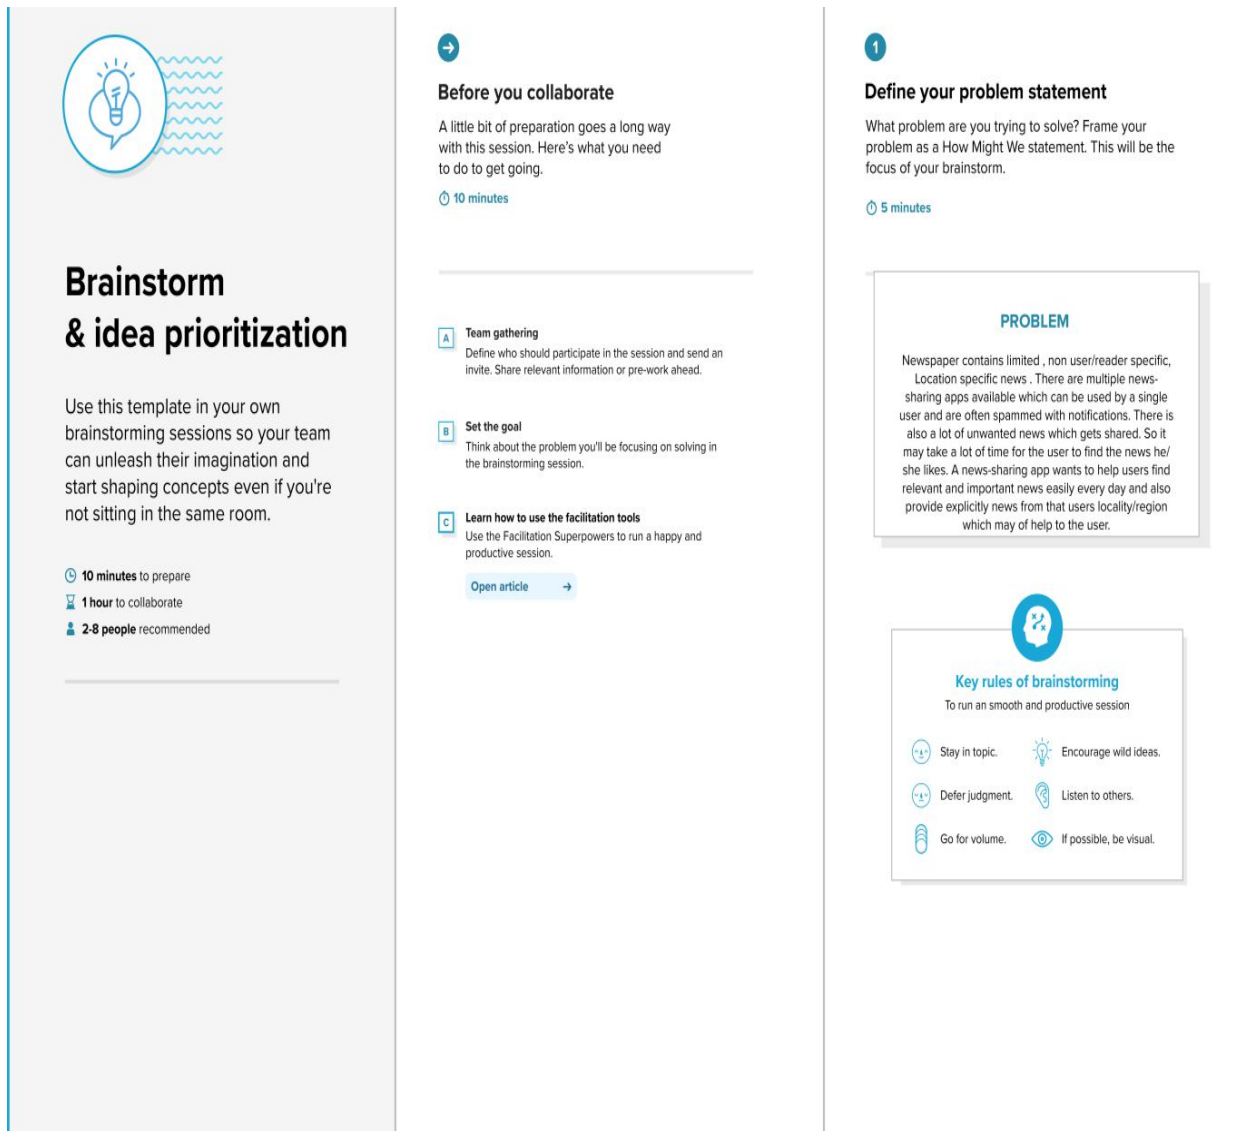 Brainstorm
& idea prioritization
Use this template in your own
brainstorming sessions so your team
can unleash their imagination and
start shaping concepts even if you're
not sitting in the same room.
10 minutes to prepare
1 hour to collaborate
2-8 people recommended
Before you collaborate
A little bit of preparation goes a long way
with this session. Here's what you need
to do to get going.
10 minutes
A
Team gathering
Define who should participate in the session and send an
invite. Share relevant information or pre-work ahead.
B
Set the goal
Think about the problem you'll be focusing on solving in
the brainstorming session.
C
Learn how to use the facilitation tools
Use the Facilitation Superpowers to run a happy and
productive session.
Open article
1
Define your problem statement
What problem are you trying to solve? Frame your
problem as a How Might We statement. This will be the
focus of your brainstorm.
5 minutes
PROBLEM
Newspaper contains limited , non user/reader specific,
Location specific news . There are multiple news-
sharing apps available which can be used by a single
user and are often spammed with notifications. There is
also a lot of unwanted news which gets shared. So it
may take a lot of time for the user to find the news he/
she likes. A news-sharing app wants to help users find
relevant and important news easily every day and also
provide explicitly news from that users locality/region
which may of help to the user.
Key rules of brainstorming
To run an smooth and productive session
Stay in topic.
Encourage wild ideas.
Defer judgment.
Listen to others.
Go for volume.
If possible, be visual.